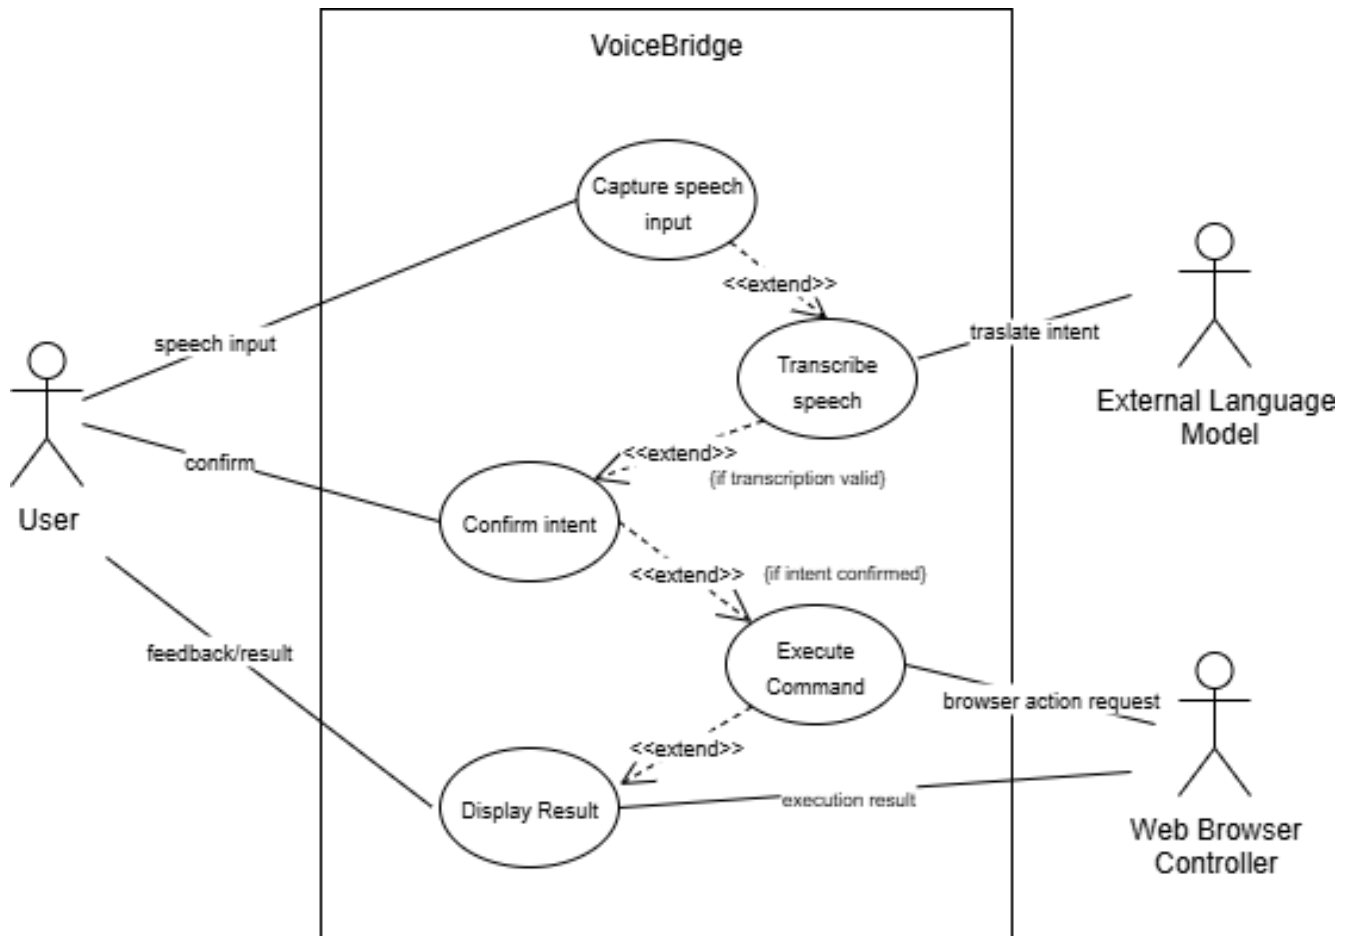 VoiceBridge
Capture speech
input
<<extend>>
speech input
traslate intent
Transcribe
speech
External Language
Model
<<extend>>
{if transcription valid}
confirm
User
Confirm intent
<<extend>>
{if intent confirmed}
feedback/result
Execute
Command
browser action request
<<extend>>
Display Result
execution result
Web Browser
Controller